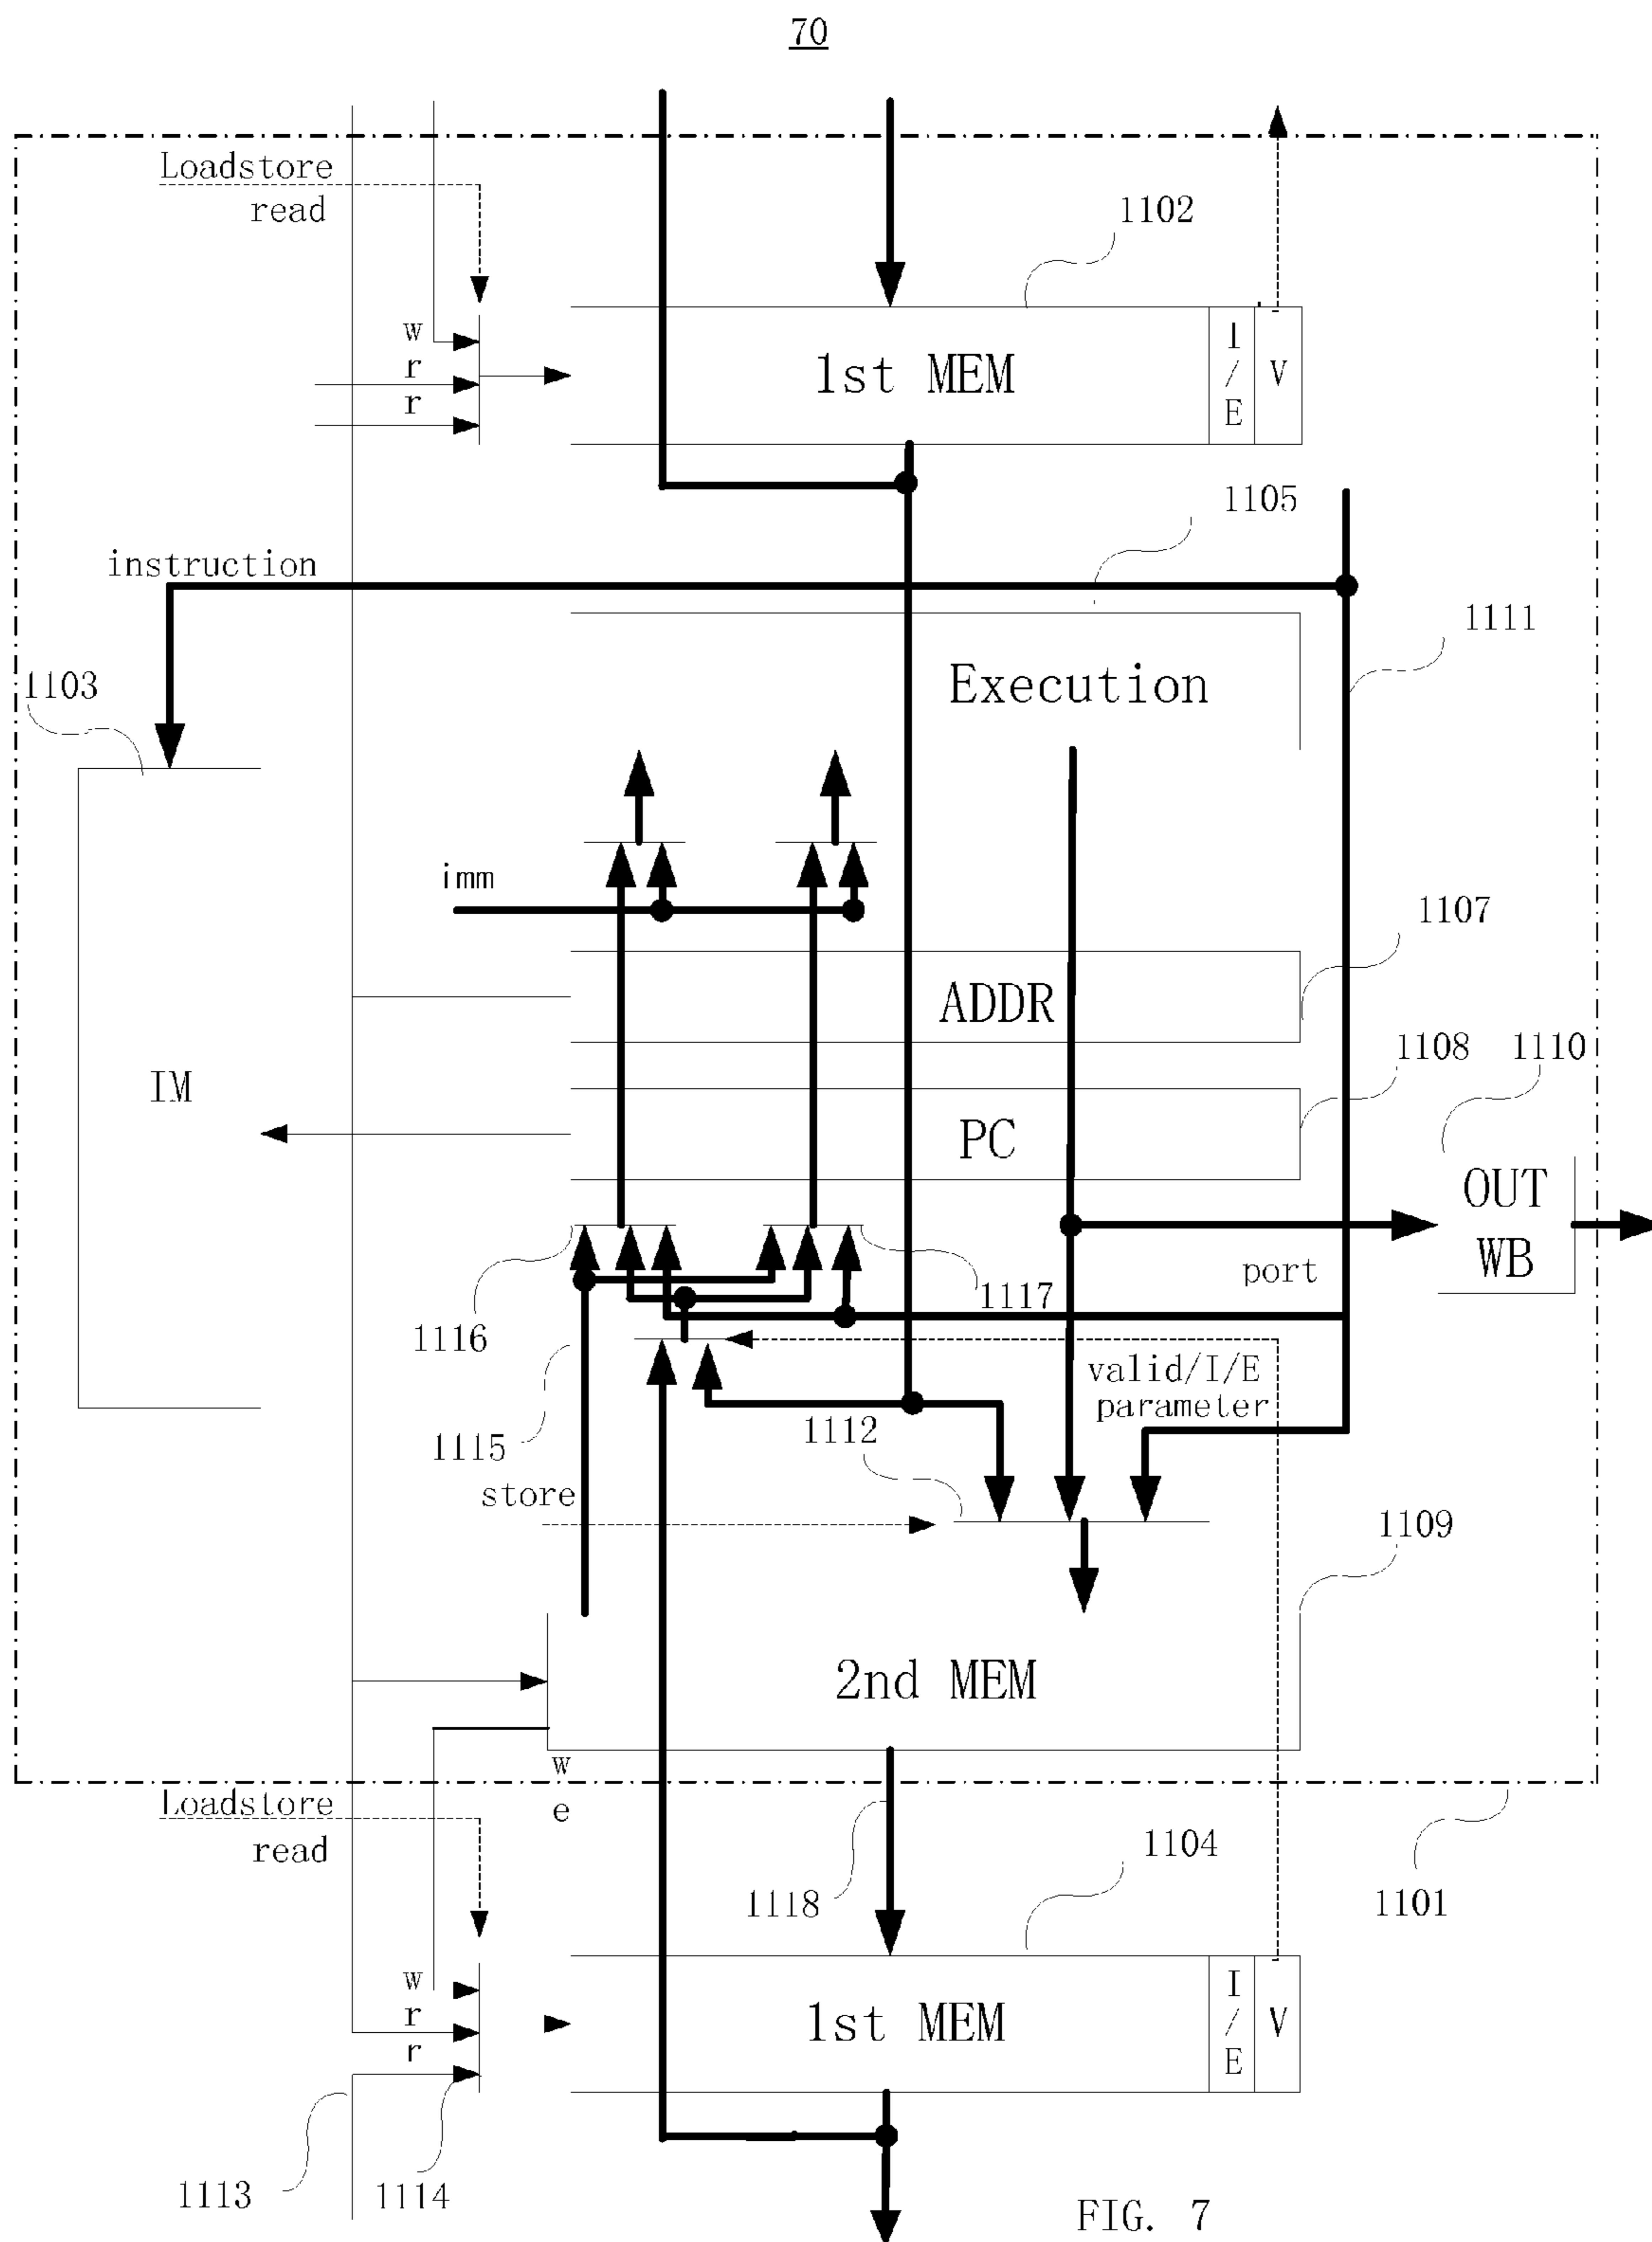 70
Loadstore
read
1102
w
r
r
1st MEM
I
/
E
V
1105
instruction
1111
1103
Execution
imm
1107
ADDR
1108
1110
IM
PC
OUT
WB
port
1116
1117
valid/I/E
parameter
1115
1112
store
1109
2nd MEM
w
e
Loadstore
read
1104
1118
1101
w
r
r
1st MEM
I
/
E
V
1113
1114
FIG. 7